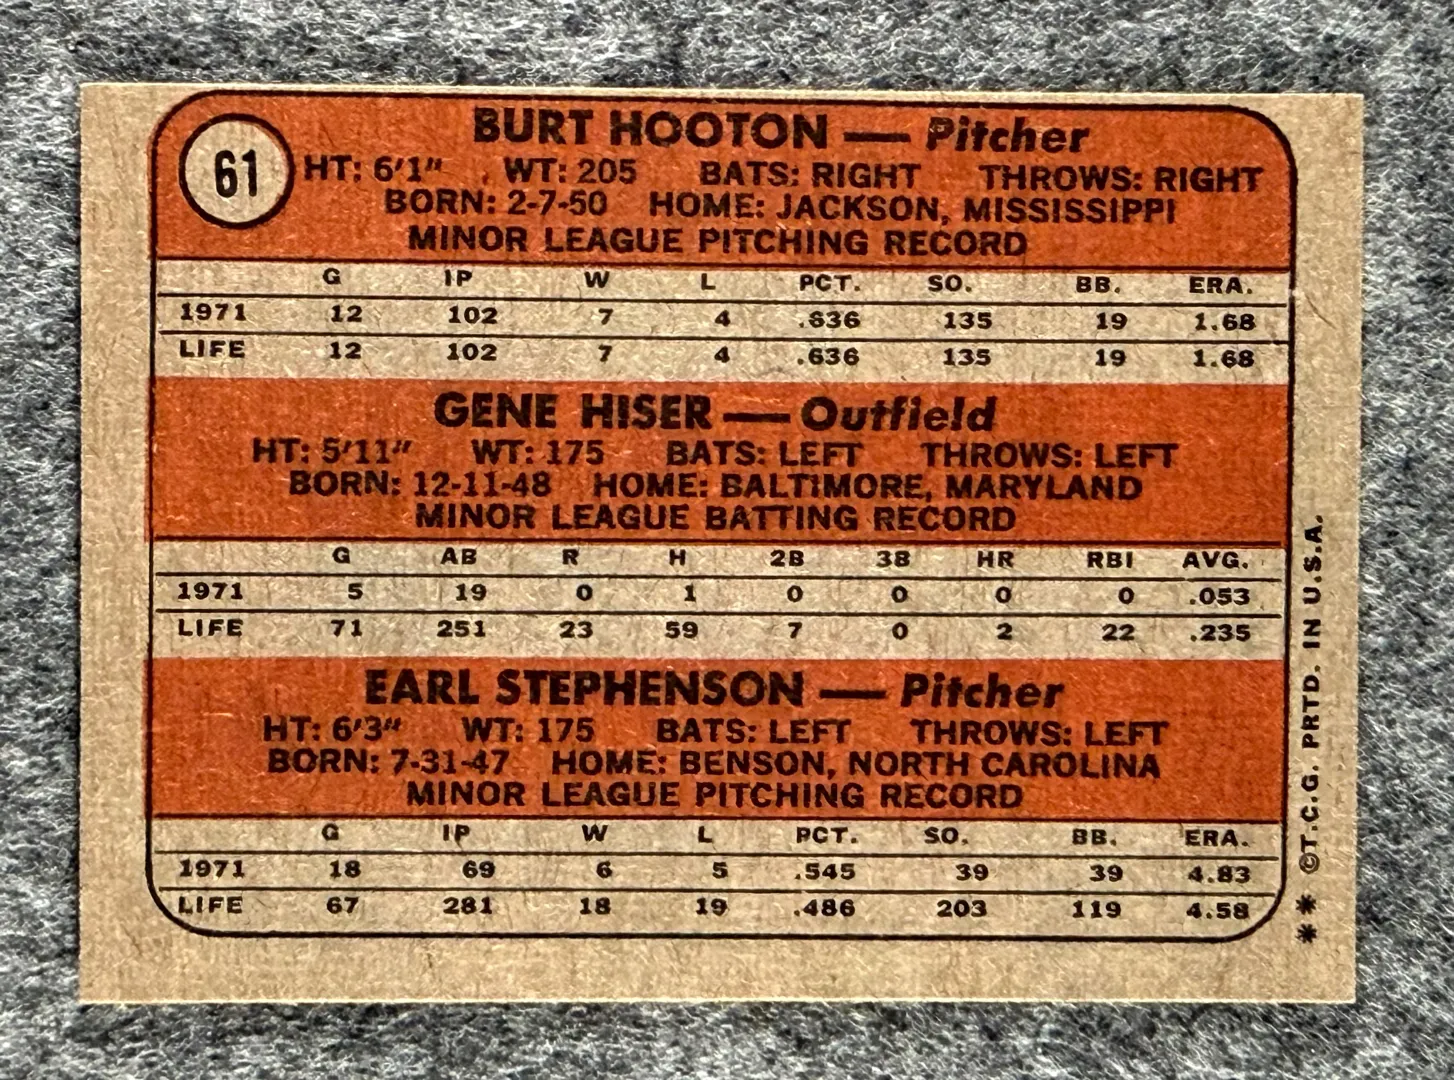 61
BURT HOOTON — Pitcher
HT: 6'1" WT: 205 BATS: RIGHT THROWS: RIGHT
BORN: 2-7-50 HOME: JACKSON, MISSISSIPPI
MINOR LEAGUE PITCHING RECORD
G IP W L PCT. SO. BB. ERA.
1971 12 102 7 4 .636 135 19 1.68
LIFE 12 102 7 4 .636 135 19 1.68
GENE HISER — Outfield
HT: 5'11" WT: 175 BATS: LEFT THROWS: LEFT
BORN: 12-11-48 HOME: BALTIMORE, MARYLAND
MINOR LEAGUE BATTING RECORD
G AB R H 2B 3B HR RBI AVG.
1971 5 19 0 1 0 0 0 0 .053
LIFE 71 251 23 59 7 0 2 22 .235
EARL STEPHENSON — Pitcher
HT: 6'3" WT: 175 BATS: LEFT THROWS: LEFT
BORN: 7-31-47 HOME: BENSON, NORTH CAROLINA
MINOR LEAGUE PITCHING RECORD
G IP W L PCT. SO. BB. ERA.
1971 18 69 6 5 .545 39 39 4.83
LIFE 67 281 18 19 .486 203 119 4.58
** ©T.C.G. PRTD. IN U.S.A.